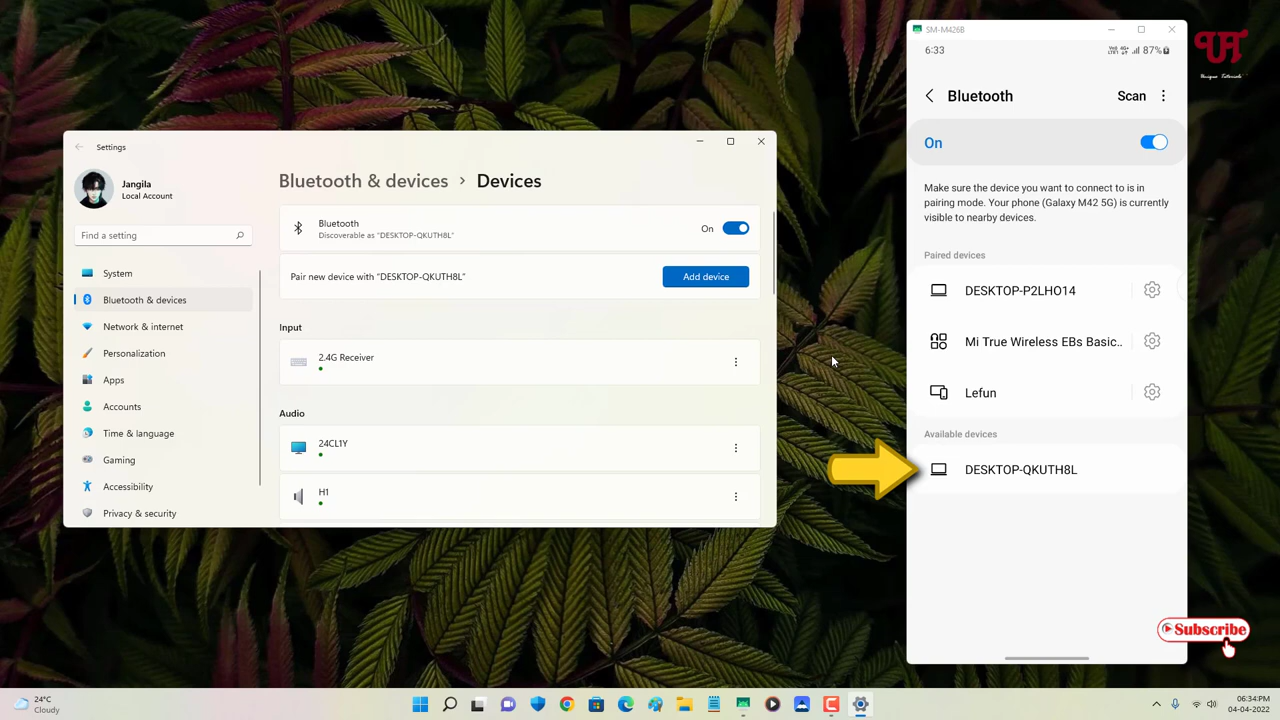 Settings
Jangila
Local Account
Find a setting
System
Bluetooth & devices
Network & internet
Personalization
Apps
Accounts
Time & language
Gaming
Accessibility
Privacy & security
Bluetooth & devices › Devices
Bluetooth
Discoverable as “DESKTOP-QKUTH8L”
On
Pair new device with “DESKTOP-QKUTH8L”
Add device
Input
2.4G Receiver
Audio
24CL1Y
H1
SM-M426B
6:33
87%
Bluetooth
Scan
On
Make sure the device you want to connect to is in
pairing mode. Your phone (Galaxy M42 5G) is currently
visible to nearby devices.
Paired devices
DESKTOP-P2LHO14
Mi True Wireless EBs Basic..
Lefun
Available devices
DESKTOP-QKUTH8L
Unique Tutorials
Subscribe
24°C
Cloudy
06:34:PM
04-04-2022